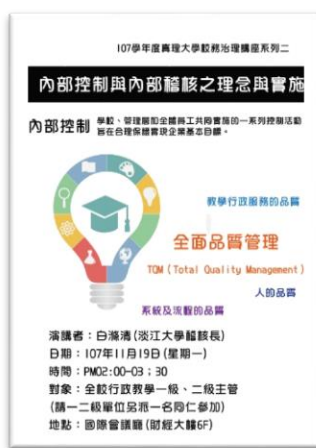 107學年度真理大學校務治理講座系列二
內部控制與內部稽核之理念與實施
內部控制 學校、管理層和全體員工共同實施的一系列控制活動
旨在合理保證實現企業基本目標。
教學行政服務的品質
全面品質管理
TQM (Total Quality Management)
人的品質
系統及流程的品質
演講者：白滌清(淡江大學稽核長)
日期：107年11月19日(星期一)
時間：PM02:00-03；30
對象：全校行政教學一級、二級主管
(請一二級單位另派一名同仁參加)
地點：國際會議廳(財經大樓6F)